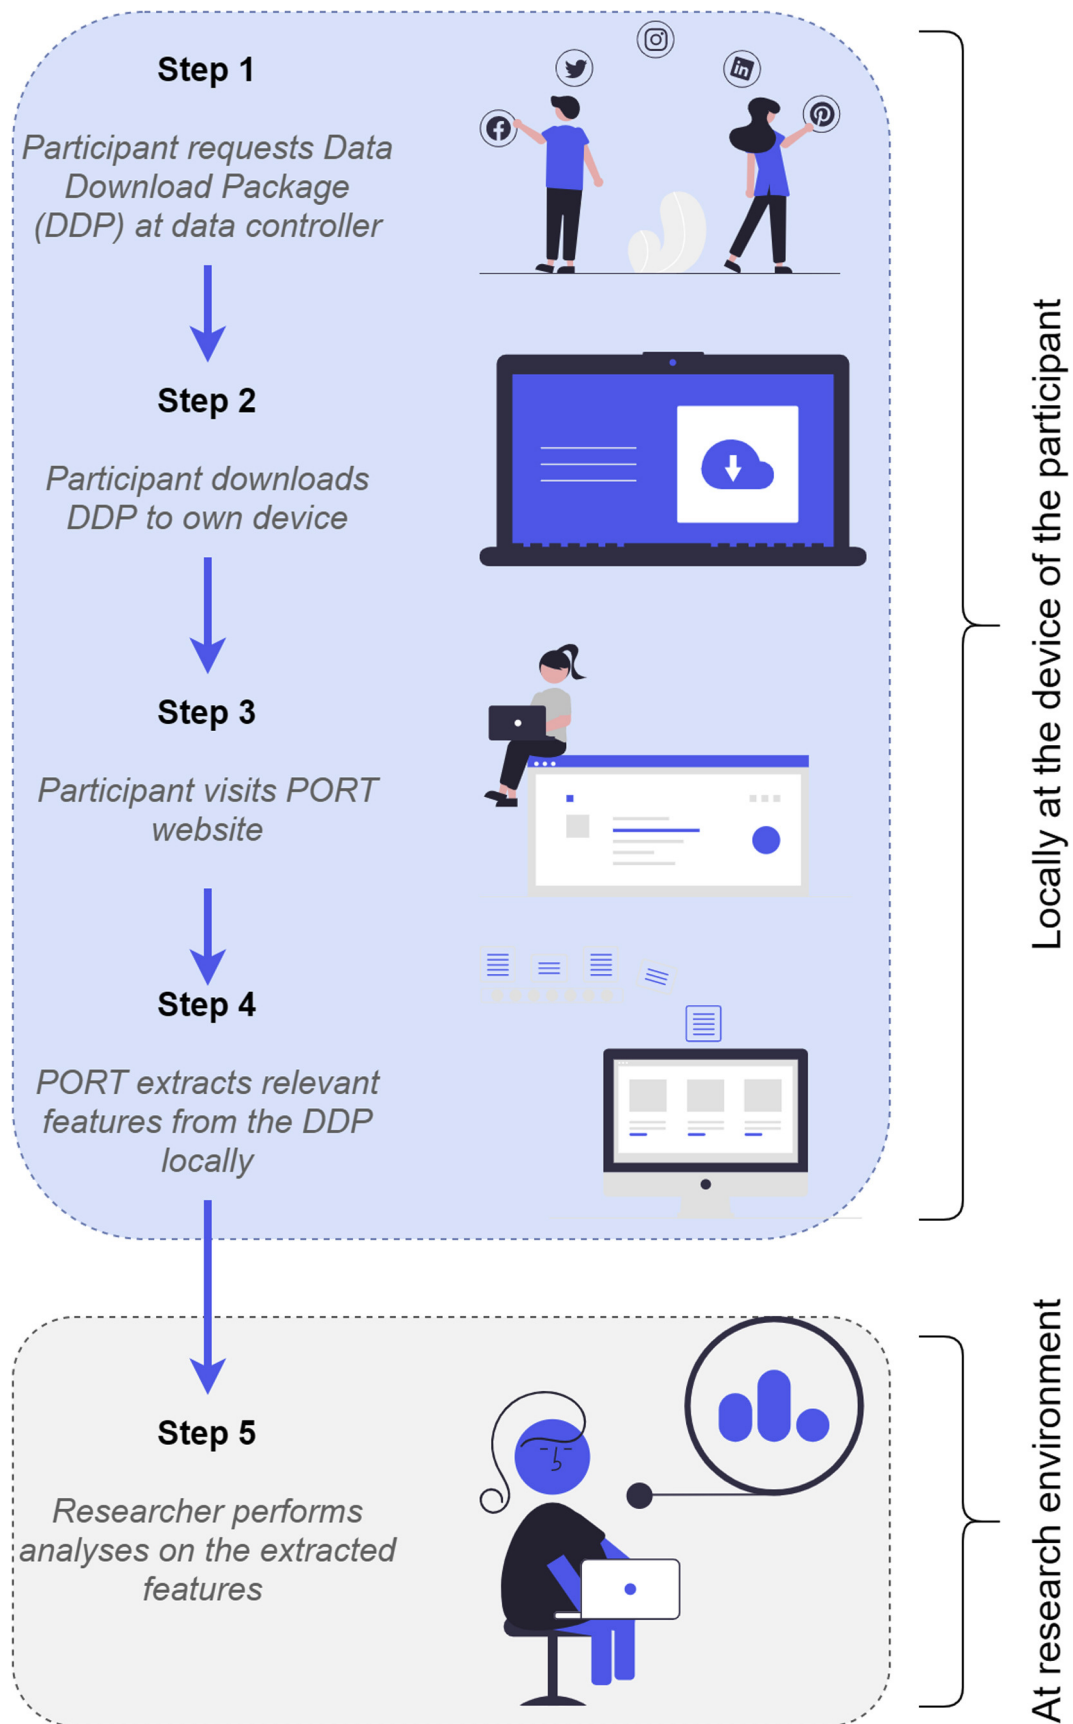 Step 1
Participant requests Data
Download Package
(DDP) at data controller
Step 2
Participant downloads
DDP to own device
Step 3
Participant visits PORT
website
Step 4
PORT extracts relevant
features from the DDP
locally
Locally at the device of the participant
Step 5
Researcher performs
analyses on the extracted
features
At research environment